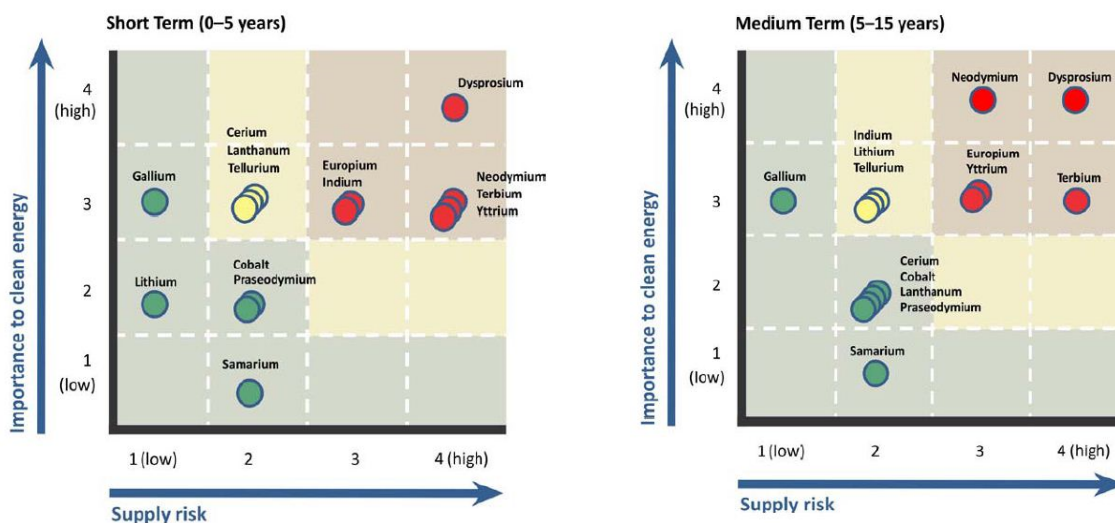 Short Term (0–5 years)
Importance to clean energy
4
(high)
3
2
1
(low)
Dysprosium
Cerium
Lanthanum
Tellurium
Gallium
Europium
Indium
Neodymium
Terbium
Yttrium
Lithium
Cobalt
Praseodymium
Samarium
1 (low)
2
3
4 (high)
Supply risk
Medium Term (5–15 years)
Importance to clean energy
4
(high)
3
2
1
(low)
Neodymium
Dysprosium
Indium
Lithium
Tellurium
Gallium
Europium
Yttrium
Terbium
Cerium
Cobalt
Lanthanum
Praseodymium
Samarium
1 (low)
2
3
4 (high)
Supply risk